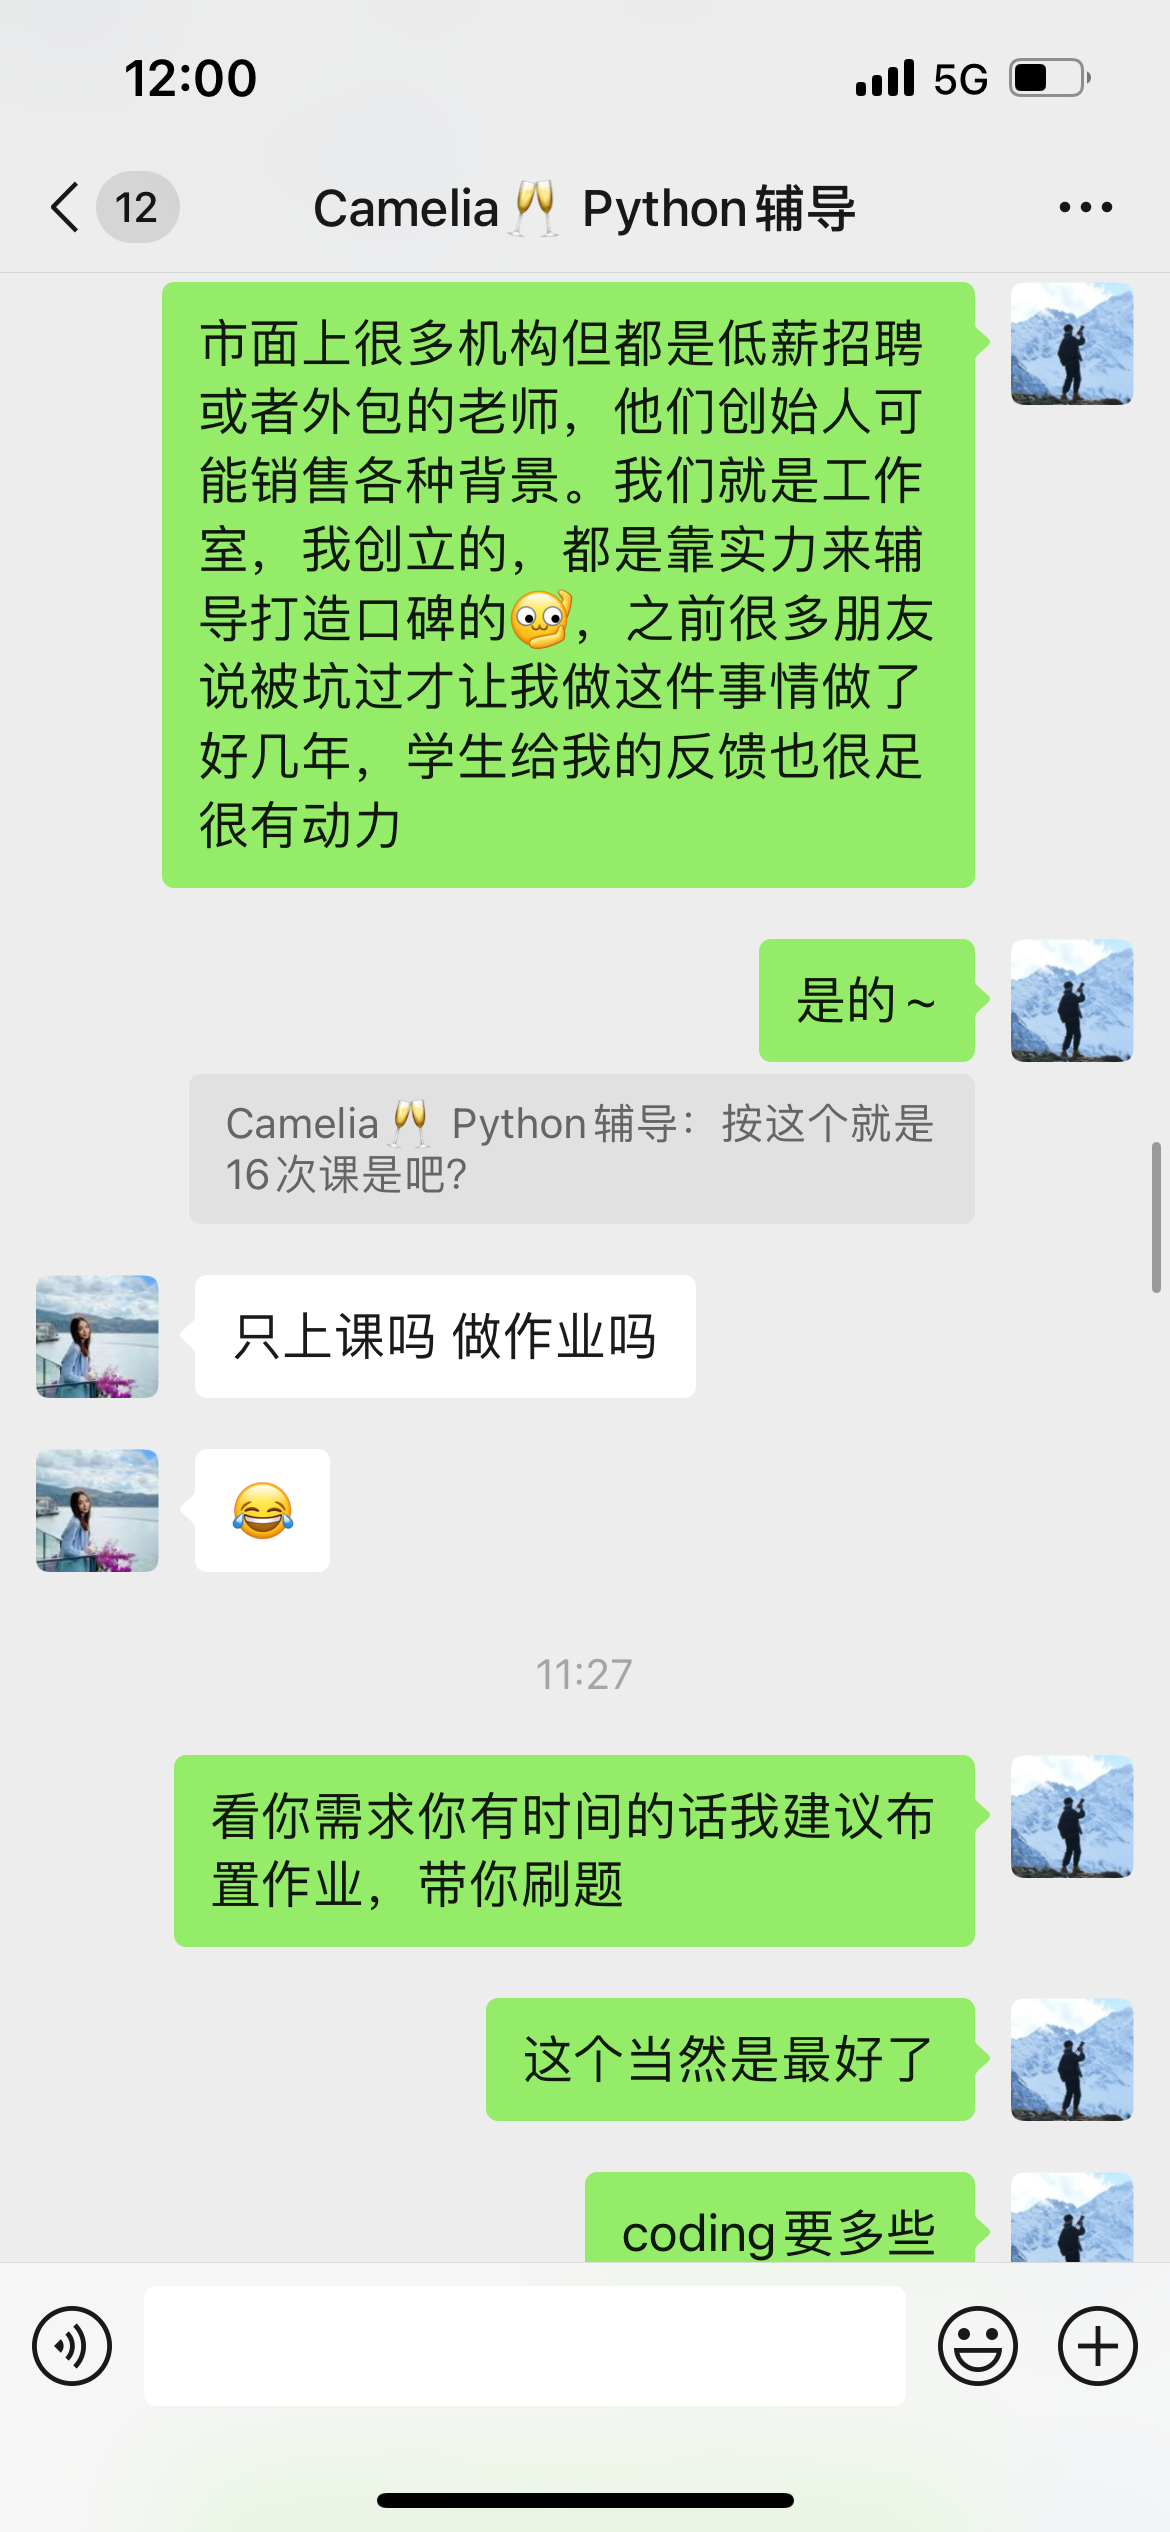 12:00
5G
12
Camelia🥂 Python辅导
市面上很多机构但都是低薪招聘
或者外包的老师，他们创始人可
能销售各种背景。我们就是工作
室，我创立的，都是靠实力来辅
导打造口碑的，之前很多朋友
说被坑过才让我做这件事情做了
好几年，学生给我的反馈也很足
很有动力
是的~
Camelia🥂 Python辅导：按这个就是
16次课是吧?
只上课吗 做作业吗
😂
11:27
看你需求你有时间的话我建议布
置作业，带你刷题
这个当然是最好了
coding要多些